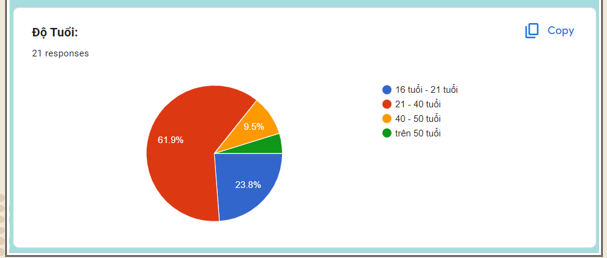 Độ Tuổi:
Copy
21 responses
16 tuổi - 21 tuổi
21 - 40 tuổi
40 - 50 tuổi
trên 50 tuổi
9.5%
61.9%
23.8%